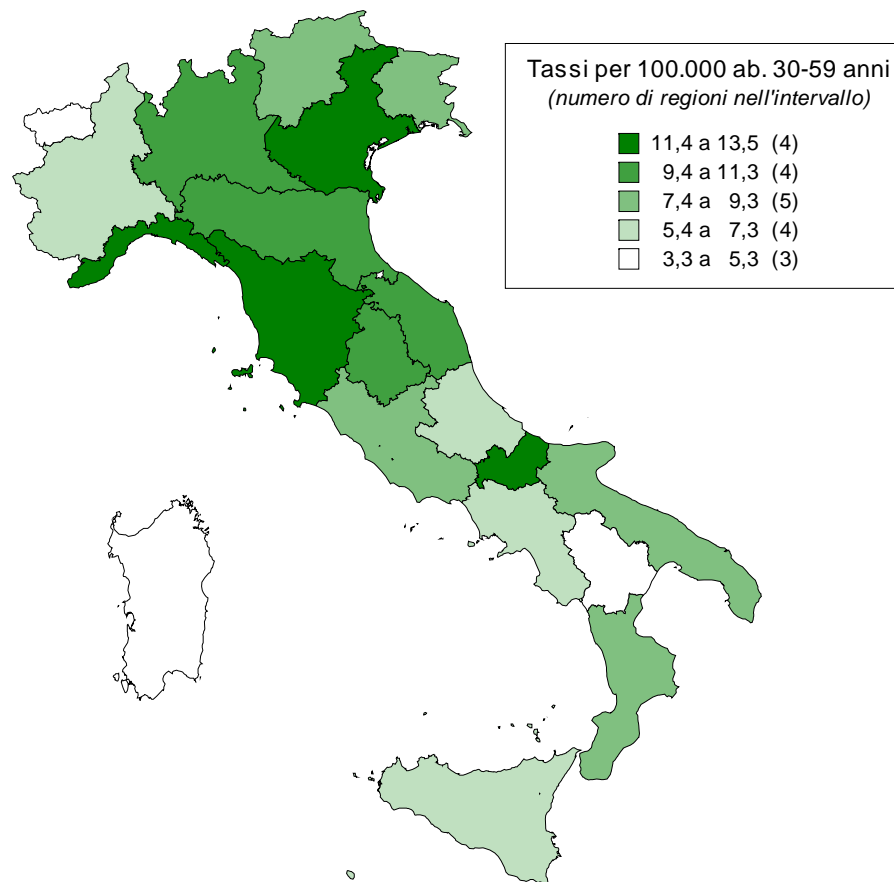 Tassi per 100.000 ab. 30-59 anni
(numero di regioni nell'intervallo)
11,4 a 13,5 (4)
9,4 a 11,3 (4)
7,4 a 9,3 (5)
5,4 a 7,3 (4)
3,3 a 5,3 (3)